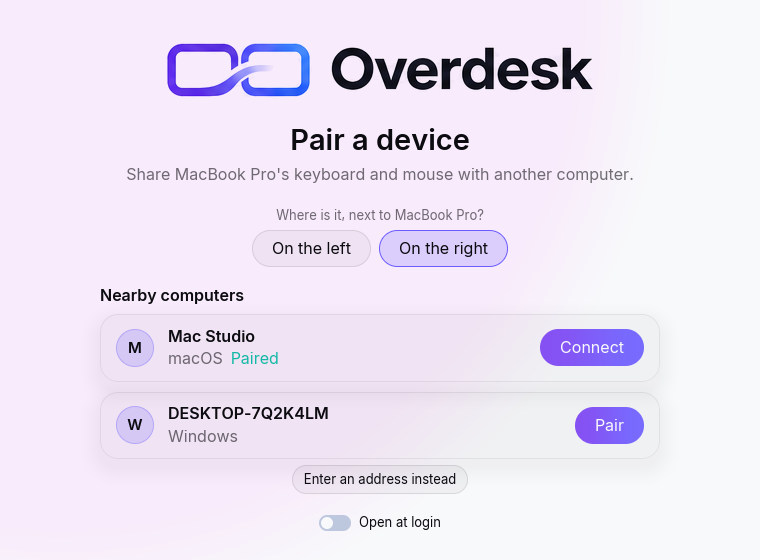 Overdesk
Pair a device
Share MacBook Pro's keyboard and mouse with another computer.
Where is it, next to MacBook Pro?
On the left
On the right
Nearby computers
M
Mac Studio
macOS Paired
Connect
W
DESKTOP-7Q2K4LM
Windows
Pair
Enter an address instead
Open at login